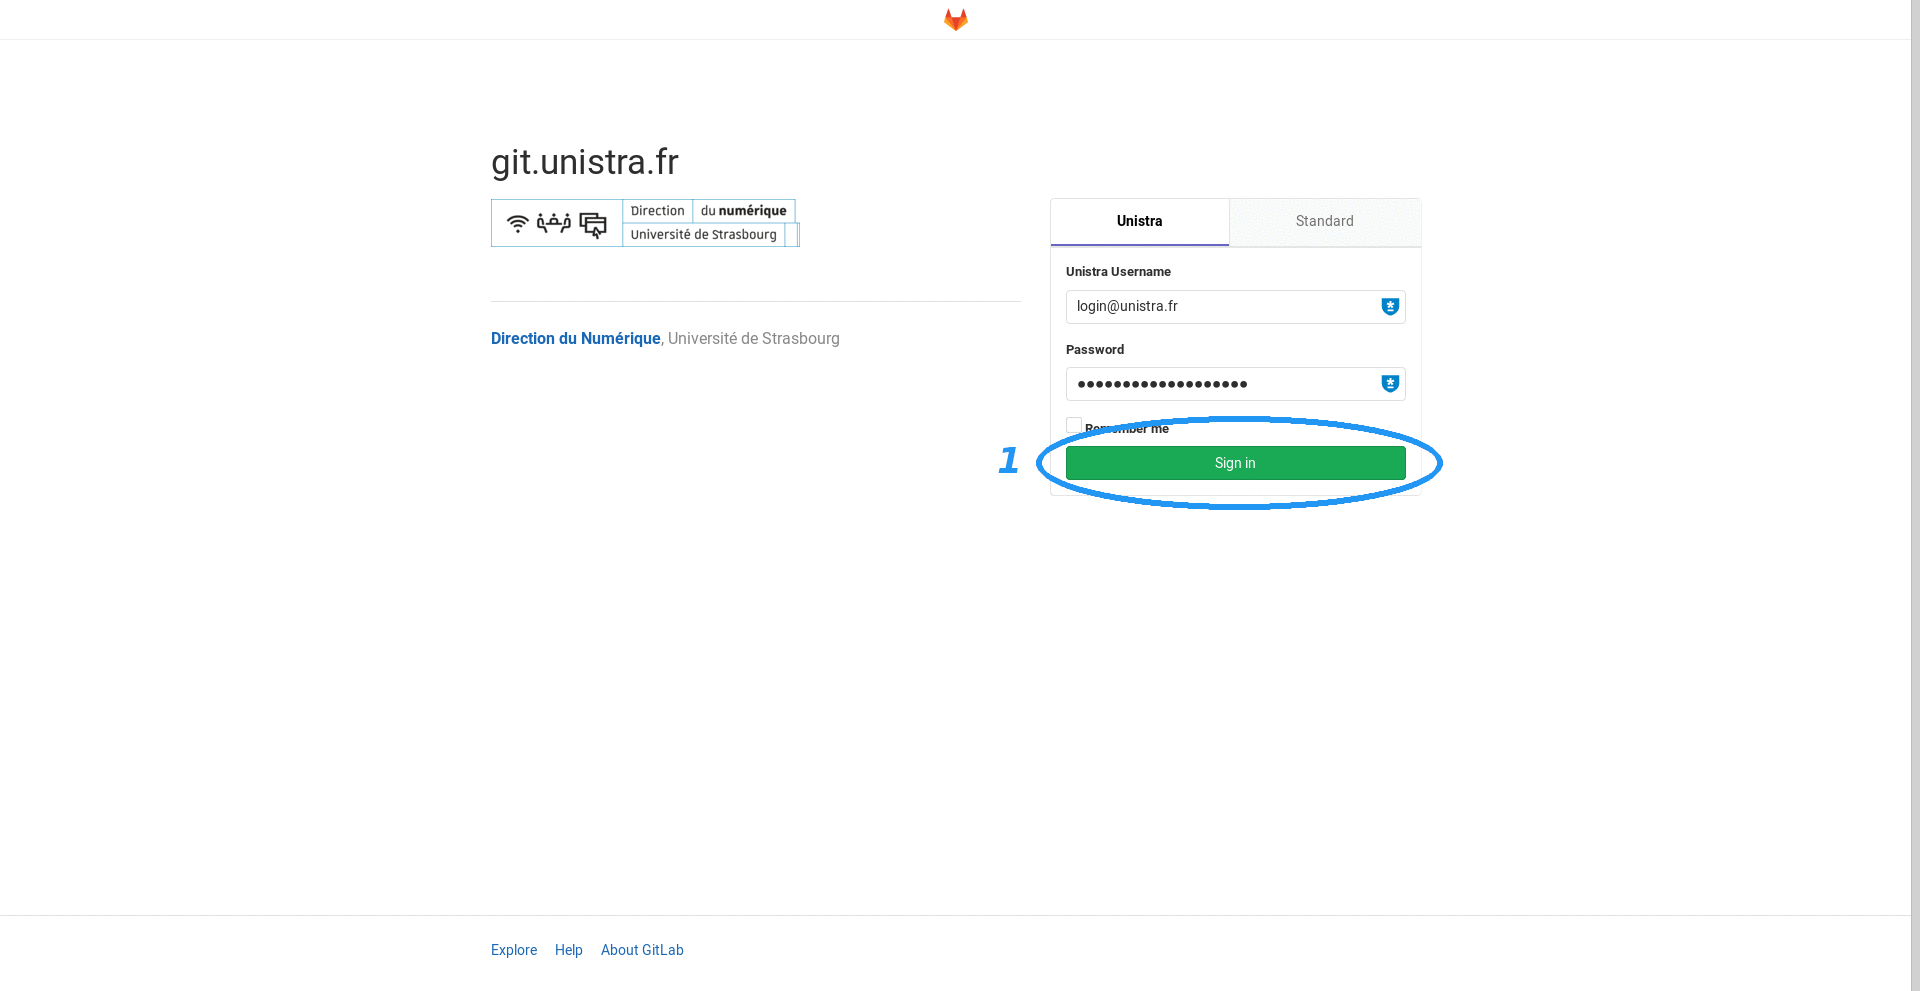 git.unistra.fr
Direction du numérique
Université de Strasbourg
Direction du Numérique, Université de Strasbourg
Unistra Standard
Unistra Username
login@unistra.fr
Password
●●●●●●●●●●●●●●●●●●●
Remember me
1
Sign in
Explore Help About GitLab